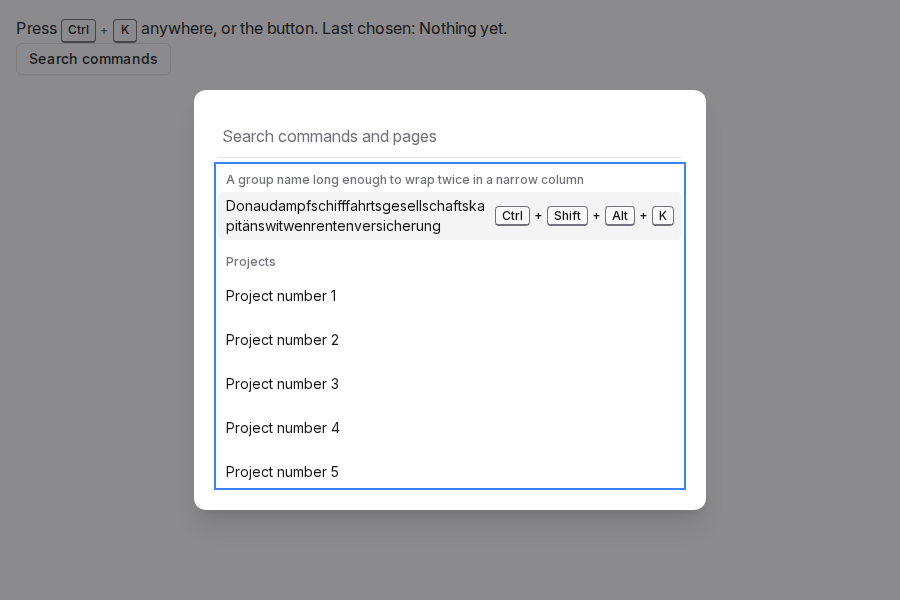 Press Ctrl + K anywhere, or the button. Last chosen: Nothing yet.
Search commands
Search commands and pages
A group name long enough to wrap twice in a narrow column
Donaudampfschifffahrtsgesellschaftska
pitänswitwenrentenversicherung
Ctrl + Shift + Alt + K
Projects
Project number 1
Project number 2
Project number 3
Project number 4
Project number 5